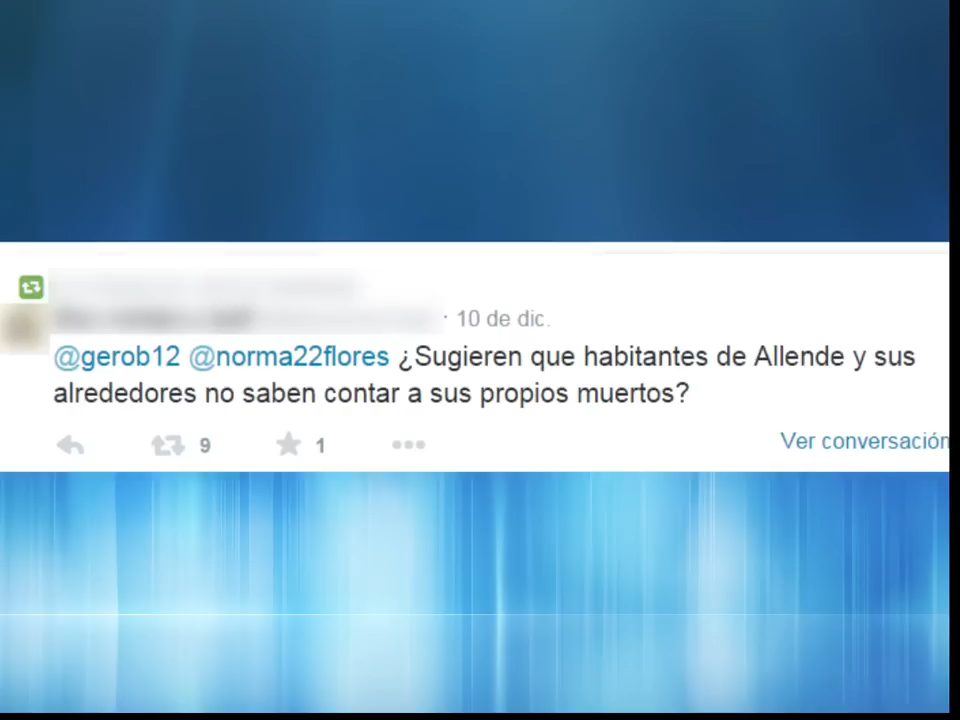 · 10 de dic.
@gerob12 @norma22flores ¿Sugieren que habitantes de Allende y sus
alrededores no saben contar a sus propios muertos?
9 1 Ver conversación